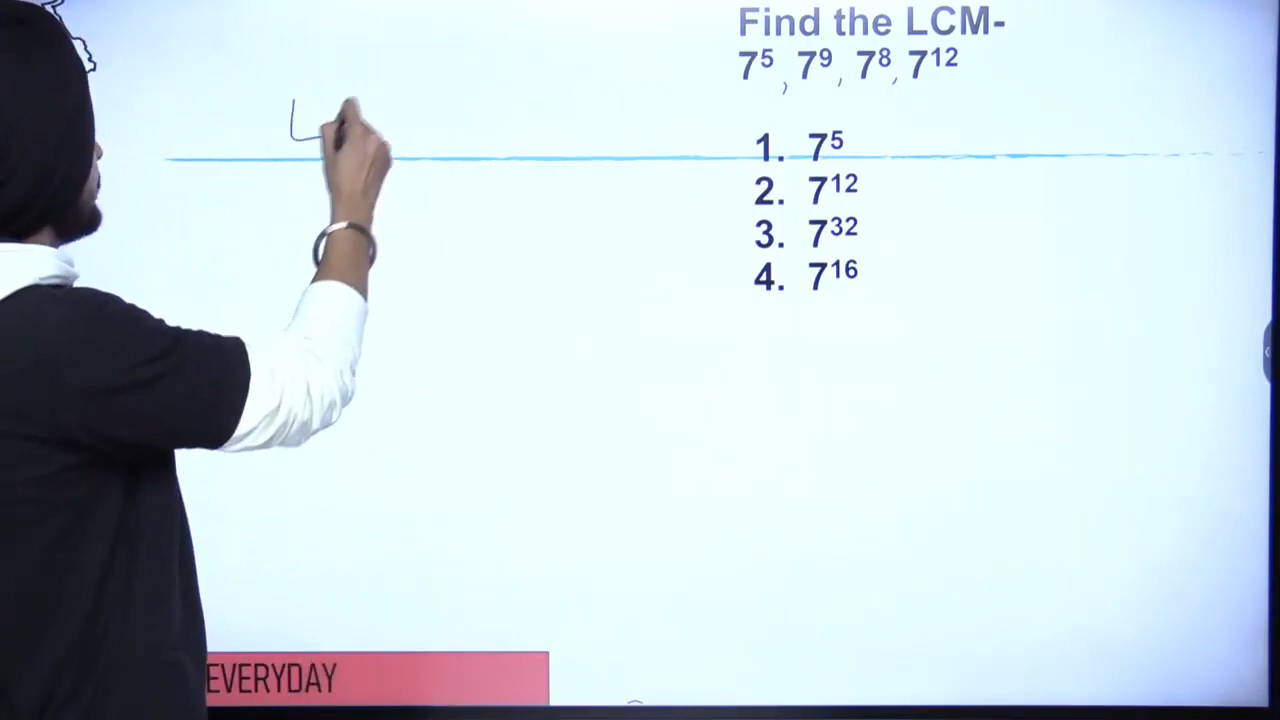 Find the LCM-
7⁵, 7⁹, 7⁸, 7¹²
L
1. 7⁵
2. 7¹²
3. 7³²
4. 7¹⁶
EVERYDAY